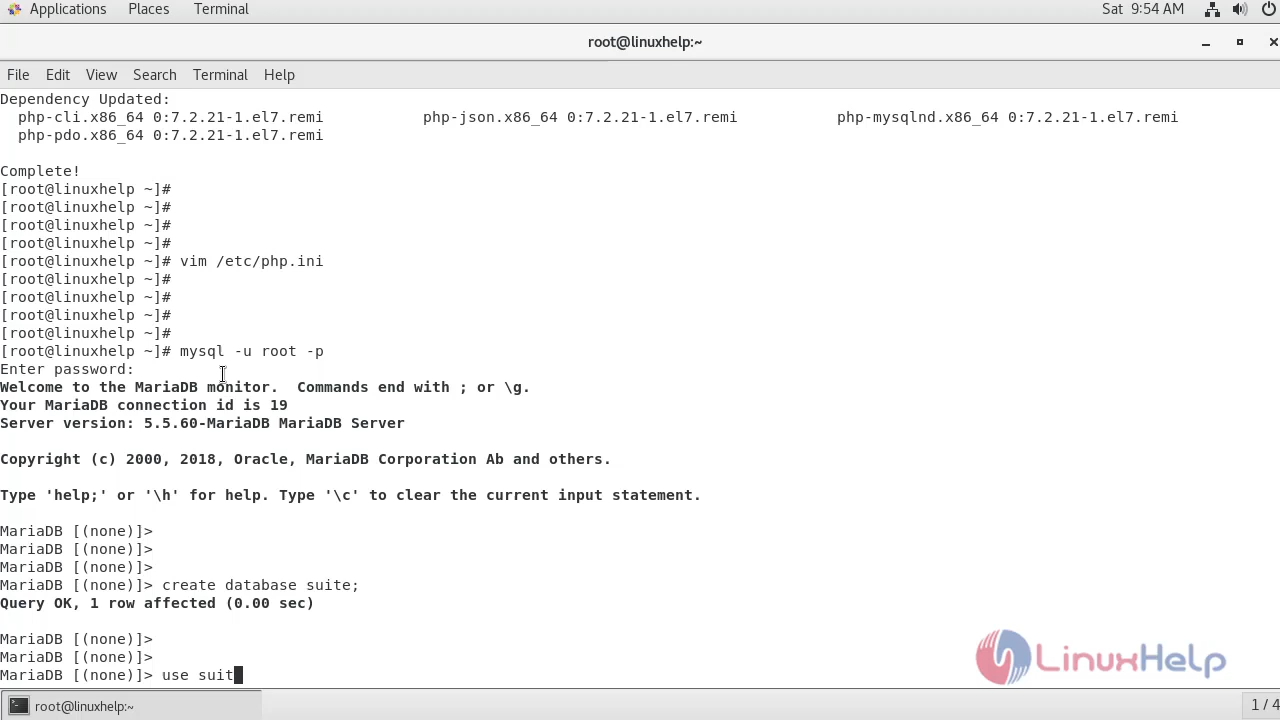 Applications Places Terminal Sat 9:54 AM
root@linuxhelp:~
File Edit View Search Terminal Help
Dependency Updated:
php-cli.x86_64 0:7.2.21-1.el7.remi php-json.x86_64 0:7.2.21-1.el7.remi php-mysqlnd.x86_64 0:7.2.21-1.el7.remi
php-pdo.x86_64 0:7.2.21-1.el7.remi
Complete!
[root@linuxhelp ~]#
[root@linuxhelp ~]#
[root@linuxhelp ~]#
[root@linuxhelp ~]#
[root@linuxhelp ~]# vim /etc/php.ini
[root@linuxhelp ~]#
[root@linuxhelp ~]#
[root@linuxhelp ~]#
[root@linuxhelp ~]#
[root@linuxhelp ~]# mysql -u root -p
Enter password:
Welcome to the MariaDB monitor.  Commands end with ; or \g.
Your MariaDB connection id is 19
Server version: 5.5.60-MariaDB MariaDB Server
Copyright (c) 2000, 2018, Oracle, MariaDB Corporation Ab and others.
Type 'help;' or '\h' for help. Type '\c' to clear the current input statement.
MariaDB [(none)]>
MariaDB [(none)]>
MariaDB [(none)]>
MariaDB [(none)]> create database suite;
Query OK, 1 row affected (0.00 sec)
MariaDB [(none)]>
MariaDB [(none)]>
MariaDB [(none)]> use suit
LinuxHelp
root@linuxhelp:~ 1 / 4